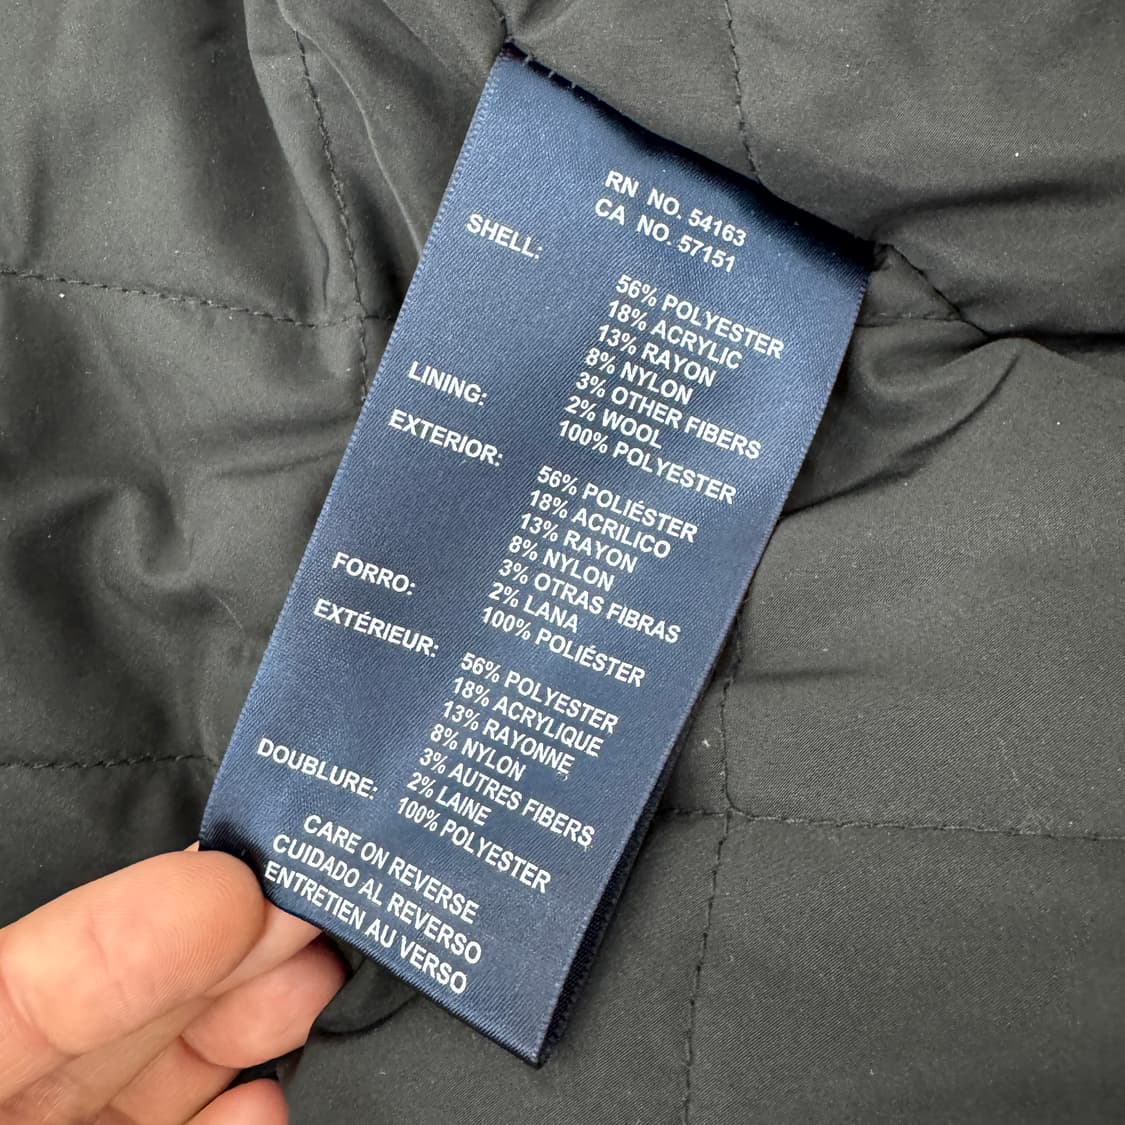 RN NO. 54163
CA NO. 57151
SHELL:
56% POLYESTER
18% ACRYLIC
13% RAYON
8% NYLON
3% OTHER FIBERS
2% WOOL
LINING:
100% POLYESTER
EXTERIOR:
56% POLIÉSTER
18% ACRILICO
13% RAYON
8% NYLON
3% OTRAS FIBRAS
2% LANA
FORRO:
100% POLIÉSTER
EXTÉRIEUR:
56% POLYESTER
18% ACRYLIQUE
13% RAYONNE
8% NYLON
3% AUTRES FIBERS
2% LAINE
DOUBLURE:
100% POLYESTER
CARE ON REVERSE
CUIDADO AL REVERSO
ENTRETIEN AU VERSO